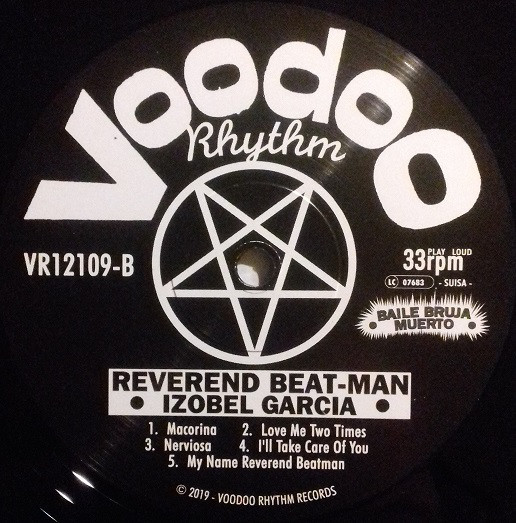 Voodoo
Rhythm
VR12109-B
PLAY LOUD
33rpm
LC 07683 - SUISA -
BAILE BRUJA
• MUERTO •
REVEREND BEAT-MAN
• IZOBEL GARCIA •
1. Macorina 2. Love Me Two Times
3. Nerviosa 4. I'll Take Care Of You
5. My Name Reverend Beatman
© 2019 - VOODOO RHYTHM RECORDS